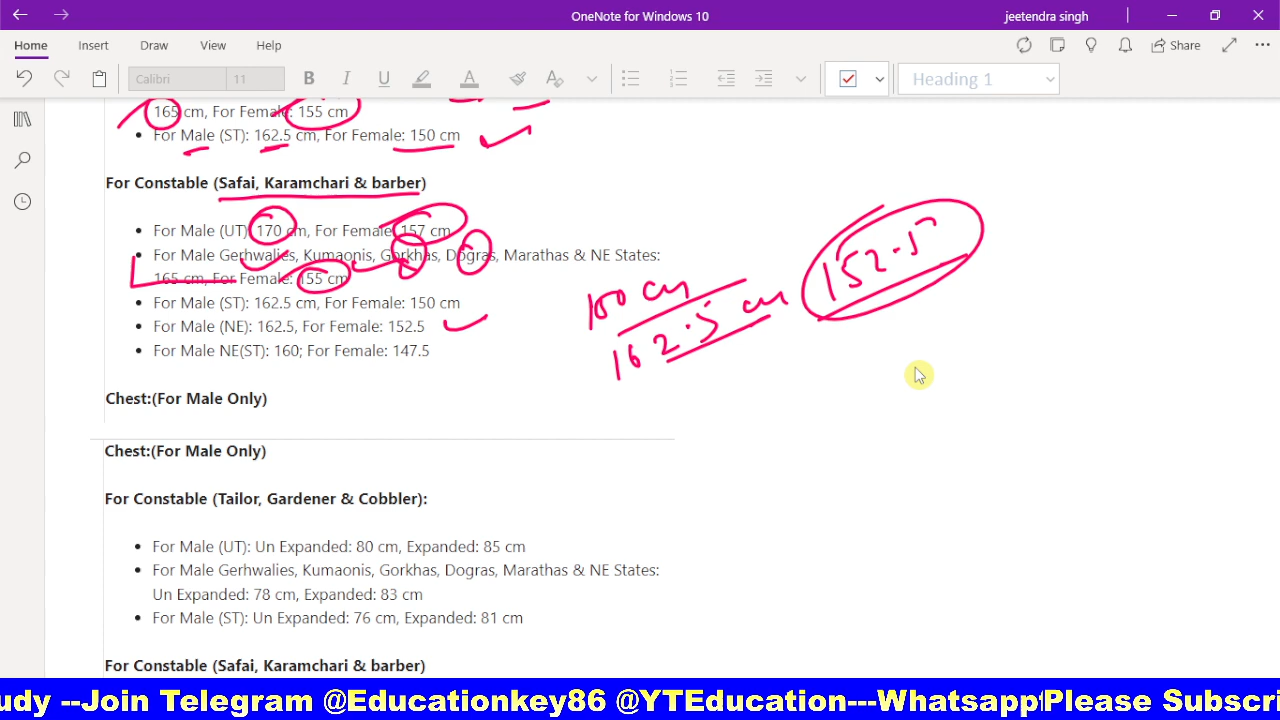 OneNote for Windows 10
jeetendra singh
Home Insert Draw View Help
Share
Calibri 11 B I U A Heading 1
165 cm, For Female: 155 cm
For Male (ST): 162.5 cm, For Female: 150 cm
For Constable (Safai, Karamchari & barber)
For Male (UT): 170 cm, For Female: 157 cm
For Male Gerhwalies, Kumaonis, Gorkhas, Dogras, Marathas & NE States:
165 cm, For Female: 155 cm
For Male (ST): 162.5 cm, For Female: 150 cm
For Male (NE): 162.5, For Female: 152.5
For Male NE(ST): 160; For Female: 147.5
cm
162.5 cm
152.5
Chest:(For Male Only)
Chest:(For Male Only)
For Constable (Tailor, Gardener & Cobbler):
For Male (UT): Un Expanded: 80 cm, Expanded: 85 cm
For Male Gerhwalies, Kumaonis, Gorkhas, Dogras, Marathas & NE States:
Un Expanded: 78 cm, Expanded: 83 cm
For Male (ST): Un Expanded: 76 cm, Expanded: 81 cm
For Constable (Safai, Karamchari & barber)
udy --Join Telegram @Educationkey86 @YTEducation---Whatsapp Please Subscri